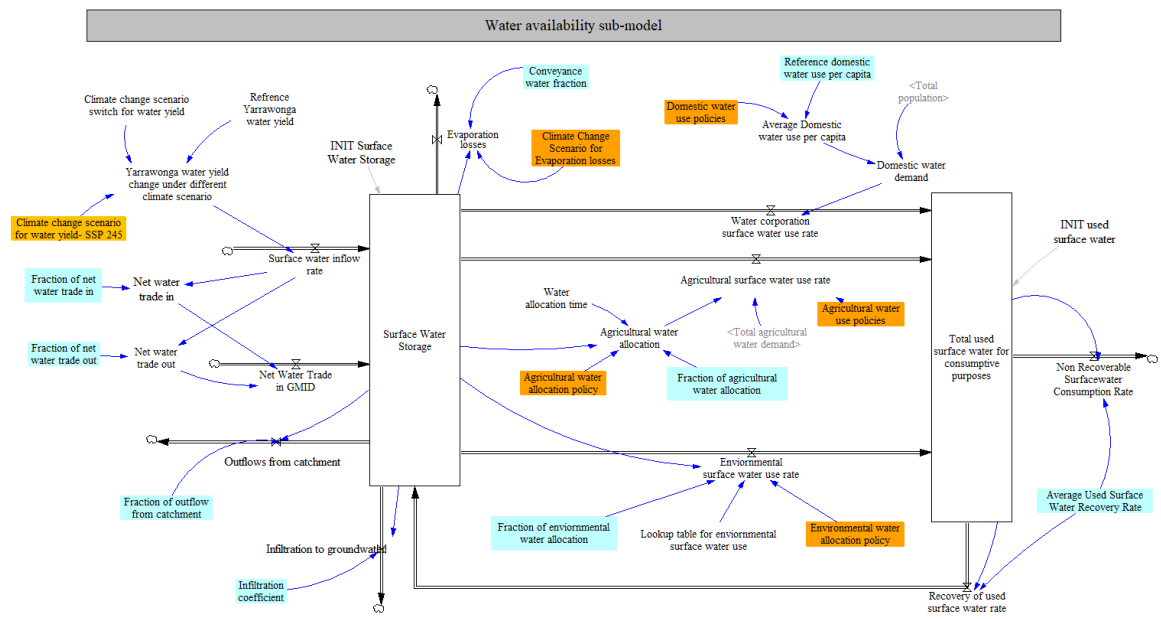 Water availability sub-model
Climate change scenario
switch for water yield
Refrence
Yarrawonga
water yield
Yarrawonga water yield
change under different
climate scenario
Climate change scenario
for water yield- SSP 245
INIT Surface
Water Storage
Conveyance
water fraction
Evaporation
losses
Climate Change
Scenario for
Evaporation losses
Reference domestic
water use per capita
Domestic water
use policies
<Total
population>
Average Domestic
water use per capita
Domestic water
demand
Water corporation
surface water use rate
Surface water inflow
rate
Fraction of net
water trade in
Net water
trade in
Fraction of net
water trade out
Net water
trade out
Net Water Trade
in GMID
Surface Water
Storage
Water
allocation time
Agricultural surface water use rate
Agricultural water
use policies
Agricultural water
allocation
<Total agricultural
water demand>
Agricultural water
allocation policy
Fraction of agricultural
water allocation
INIT used
surface water
Total used
surface water for
consumptive
purposes
Non Recoverable
Surfacewater
Consumption Rate
Outflows from catchment
Fraction of outflow
from catchment
Enviornmental
surface water use rate
Fraction of enviornmental
water allocation
Lookup table for enviornmental
surface water use
Environmental water
allocation policy
Average Used Surface
Water Recovery Rate
Infiltration to groundwater
Infiltration
coefficient
Recovery of used
surface water rate